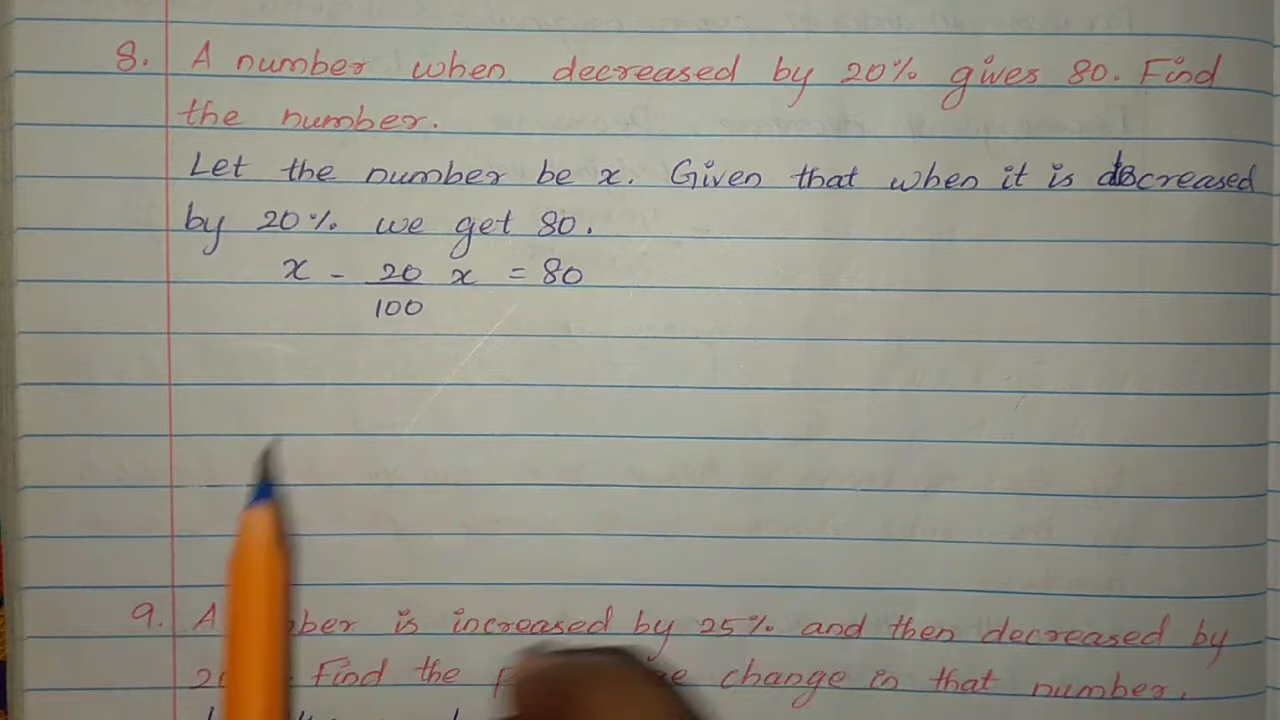 8. A number when decreased by 20% gives 80. Find
the number.
Let the number be x. Given that when it is decreased
by 20% we get 80.
x - 20/100 x = 80
9. A is increased by 25% and then decreased by
Find the change in that number.